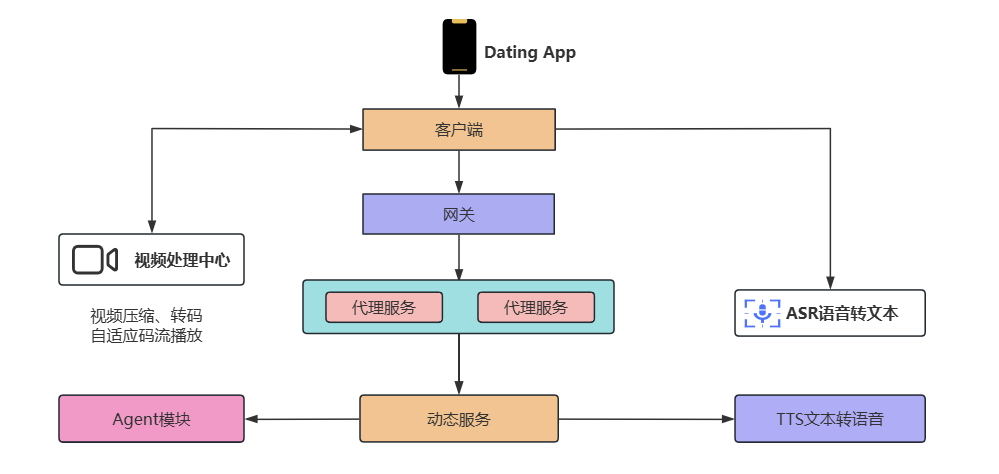 Dating App
客户端
网关
视频处理中心
视频压缩、转码
自适应码流播放
代理服务
代理服务
ASR语音转文本
Agent模块
动态服务
TTS文本转语音